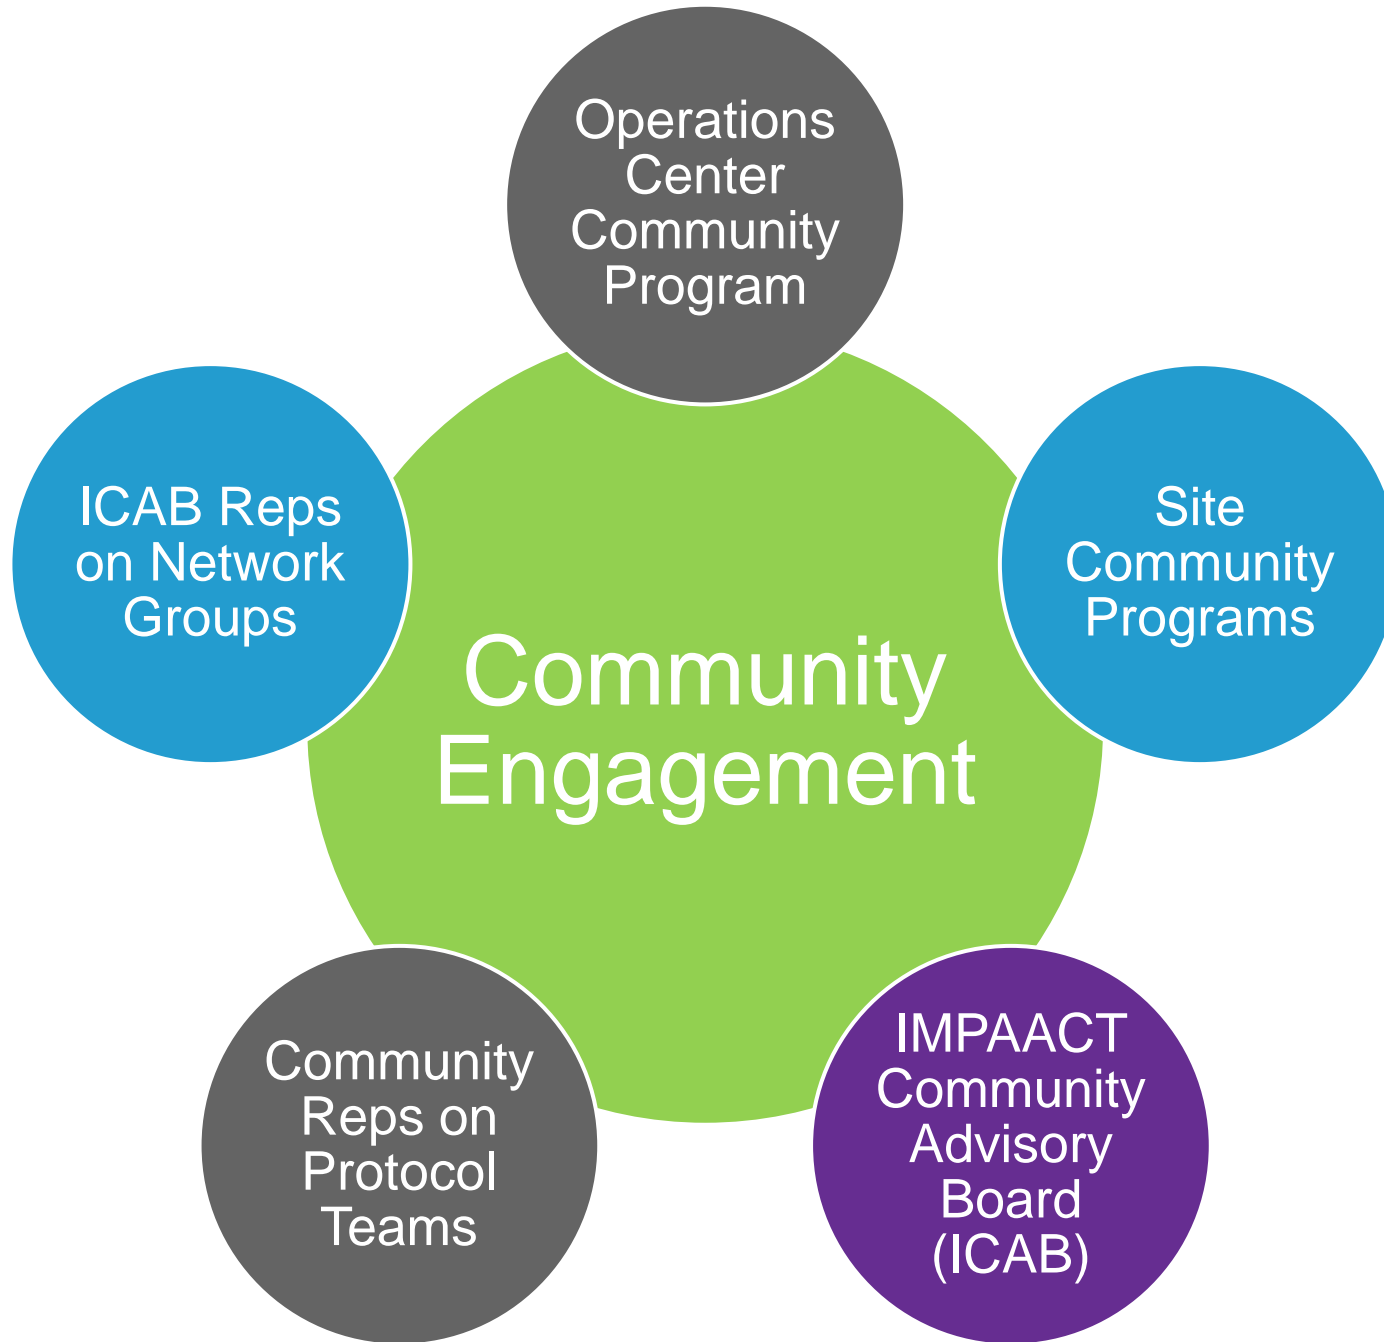 Operations
Center
Community
Program
ICAB Reps
on Network
Groups
Site
Community
Programs
Community
Engagement
Community
Reps on
Protocol
Teams
IMPAACT
Community
Advisory
Board
(ICAB)